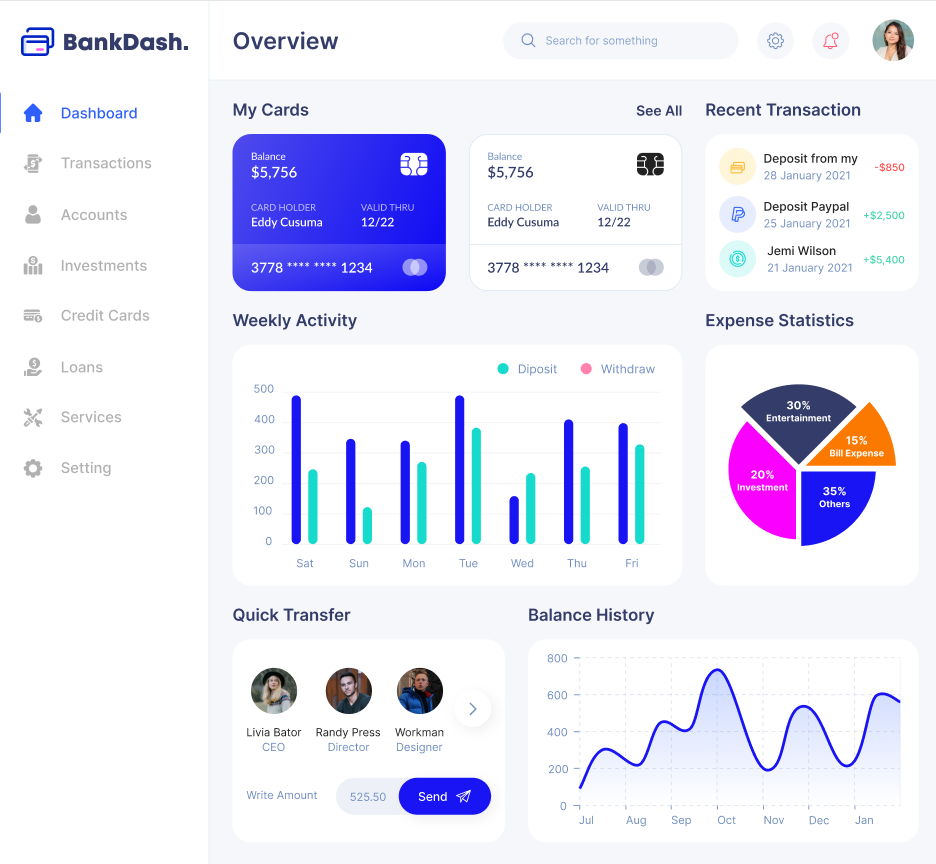 BankDash.
Overview
Search for something
Dashboard
Transactions
Accounts
Investments
Credit Cards
Loans
Services
Setting
My Cards
See All
Balance
$5,756
CARD HOLDER
VALID THRU
Eddy Cusuma
12/22
3778 **** **** 1234
Balance
$5,756
CARD HOLDER
VALID THRU
Eddy Cusuma
12/22
3778 **** **** 1234
Recent Transaction
Deposit from my
28 January 2021
-$850
Deposit Paypal
25 January 2021
+$2,500
Jemi Wilson
21 January 2021
+$5,400
Weekly Activity
Diposit
Withdraw
500
400
300
200
100
0
Sat
Sun
Mon
Tue
Wed
Thu
Fri
Expense Statistics
30%
Entertainment
15%
Bill Expense
20%
Investment
35%
Others
Quick Transfer
Livia Bator
CEO
Randy Press
Director
Workman
Designer
Write Amount
525.50
Send
Balance History
800
600
400
200
0
Jul
Aug
Sep
Oct
Nov
Dec
Jan